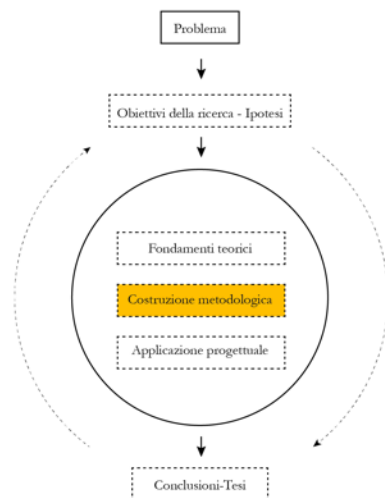 Problema
Obiettivi della ricerca - Ipotesi
Fondamenti teorici
Costruzione metodologica
Applicazione progettuale
Conclusioni-Tesi